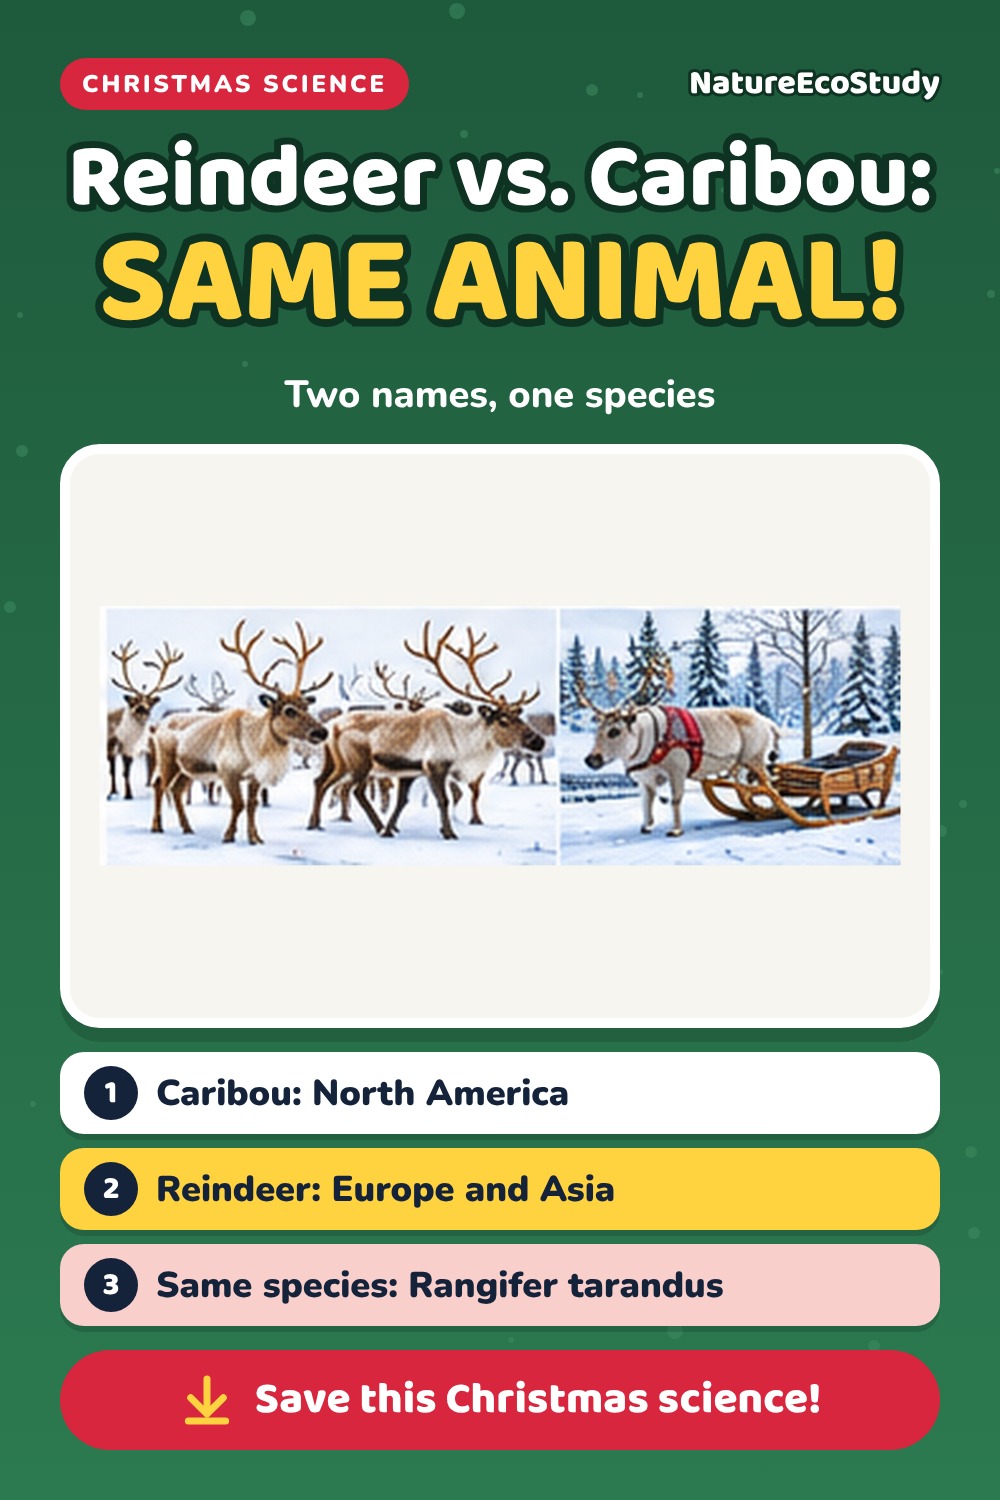 CHRISTMAS SCIENCE
NatureEcoStudy
Reindeer vs. Caribou:
SAME ANIMAL!
Two names, one species
1 Caribou: North America
2 Reindeer: Europe and Asia
3 Same species: Rangifer tarandus
Save this Christmas science!